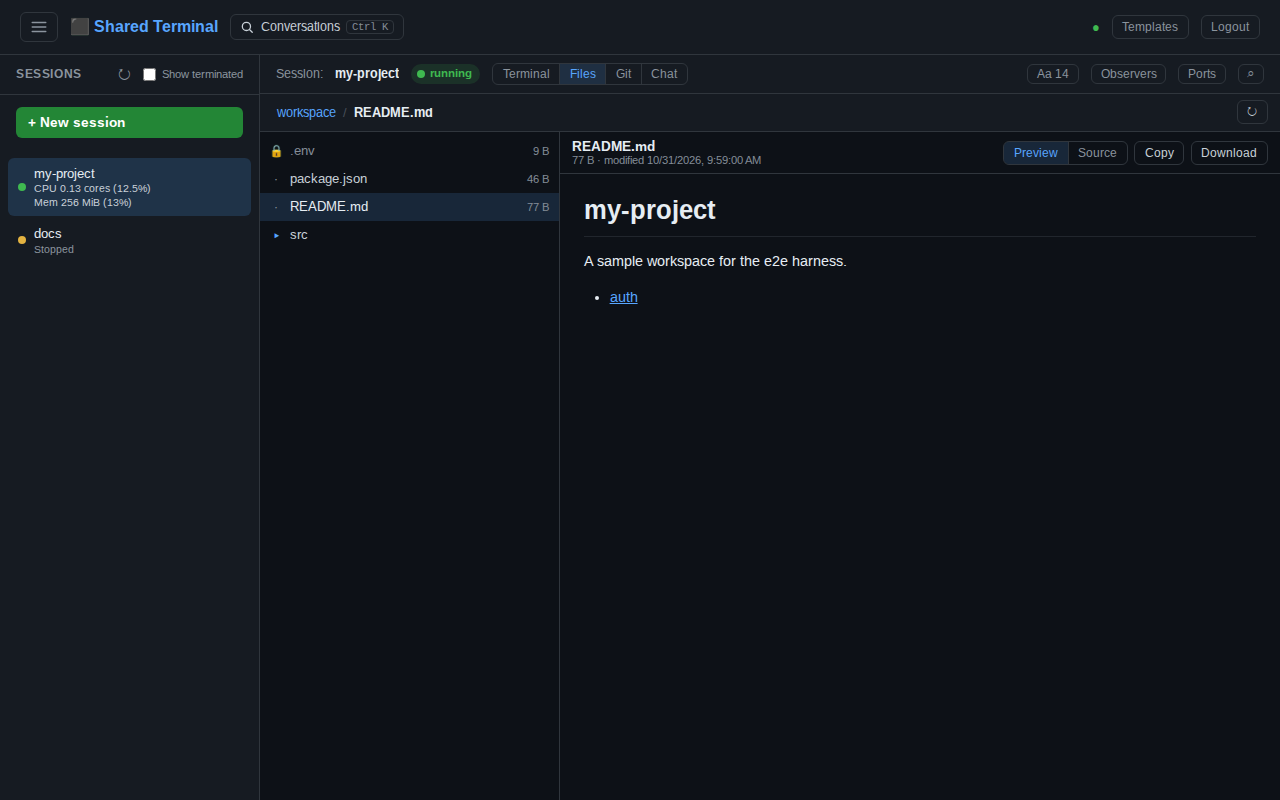 Shared Terminal
Conversations Ctrl K
Templates
Logout
SESSIONS
Show terminated
+ New session
my-project
CPU 0.13 cores (12.5%)
Mem 256 MiB (13%)
docs
Stopped
Session: my-project
running
Terminal Files Git Chat
Aa 14
Observers
Ports
workspace / README.md
.env 9 B
package.json 46 B
README.md 77 B
src
README.md
77 B · modified 10/31/2026, 9:59:00 AM
Preview Source
Copy
Download
my-project
A sample workspace for the e2e harness.
• auth